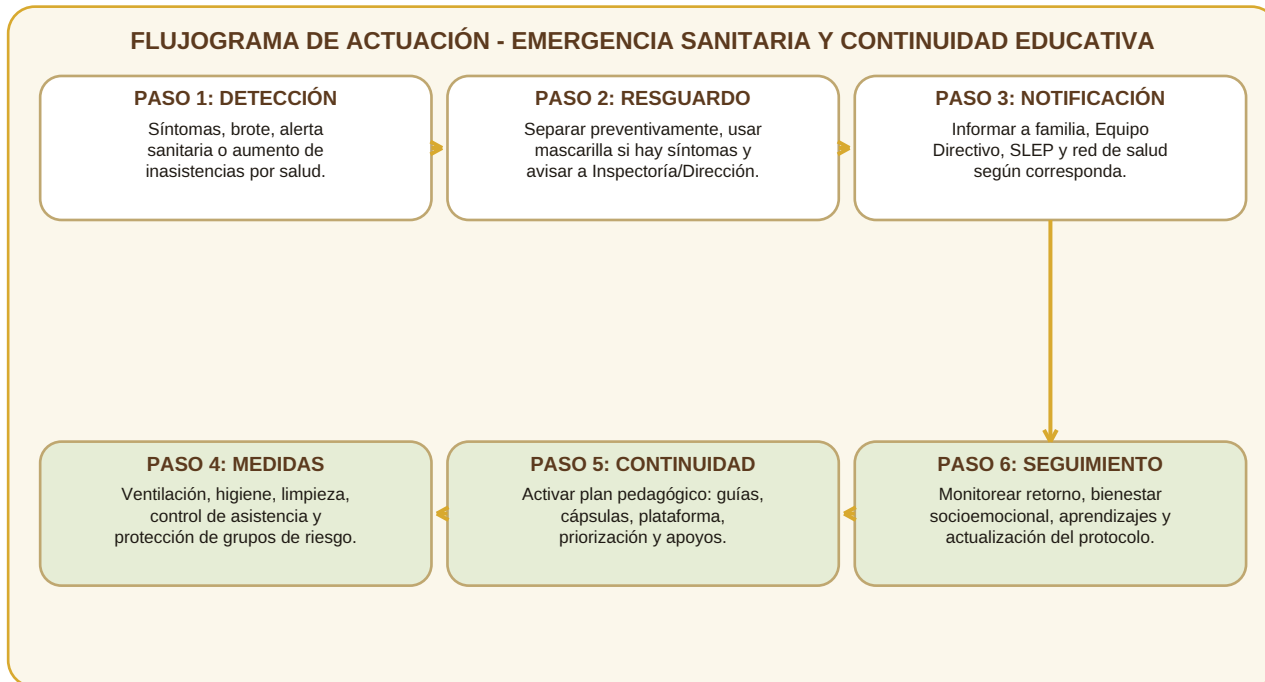 FLUJOGRAMA DE ACTUACIÓN - EMERGENCIA SANITARIA Y CONTINUIDAD EDUCATIVA
PASO 1: DETECCIÓN
Síntomas, brote, alerta
sanitaria o aumento de
inasistencias por salud.
PASO 2: RESGUARDO
Separar preventivamente, usar
mascarilla si hay síntomas y
avisar a Inspectoría/Dirección.
PASO 3: NOTIFICACIÓN
Informar a familia, Equipo
Directivo, SLEP y red de salud
según corresponda.
PASO 4: MEDIDAS
Ventilación, higiene, limpieza,
control de asistencia y
protección de grupos de riesgo.
PASO 5: CONTINUIDAD
Activar plan pedagógico: guías,
cápsulas, plataforma,
priorización y apoyos.
PASO 6: SEGUIMIENTO
Monitorear retorno, bienestar
socioemocional, aprendizajes y
actualización del protocolo.